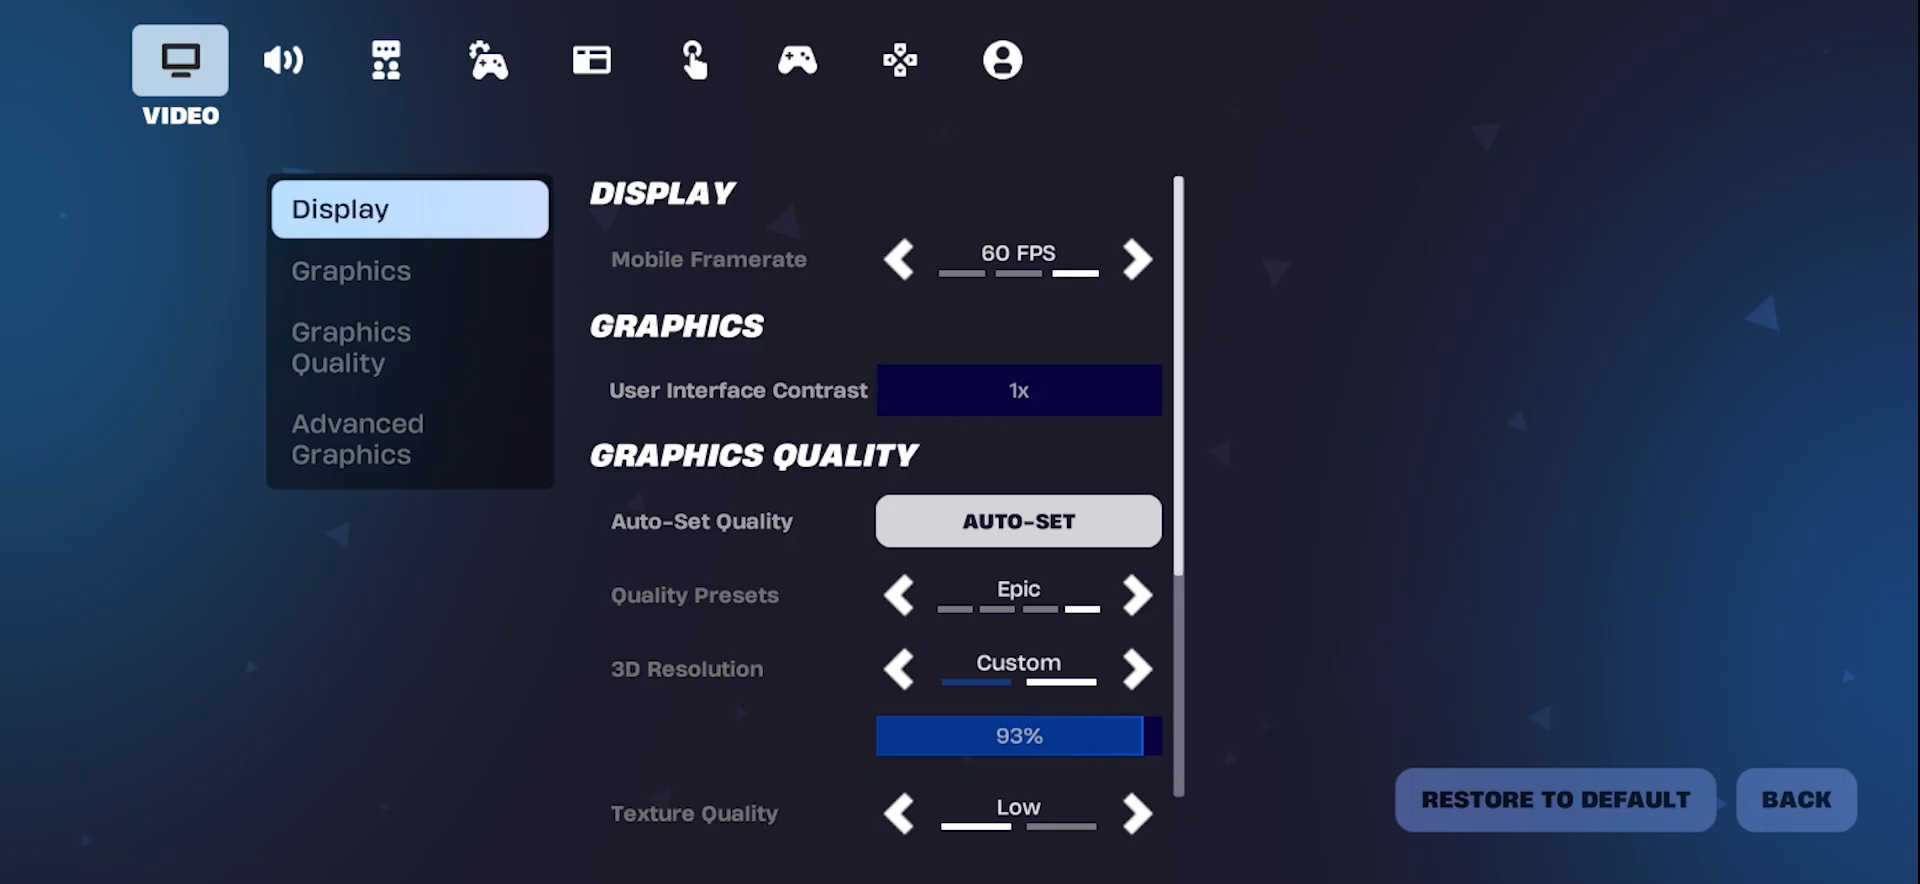 VIDEO
Display
Graphics
Graphics
Quality
Advanced
Graphics
DISPLAY
Mobile Framerate
60 FPS
GRAPHICS
User Interface Contrast
1x
GRAPHICS QUALITY
Auto-Set Quality
AUTO-SET
Quality Presets
Epic
3D Resolution
Custom
93%
Texture Quality
Low
RESTORE TO DEFAULT
BACK